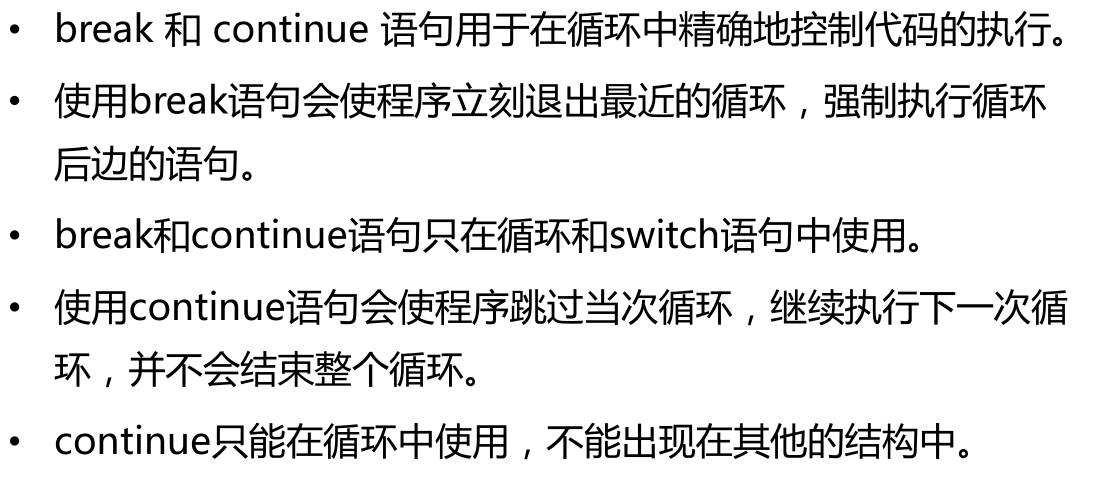 • break 和 continue 语句用于在循环中精确地控制代码的执行。
• 使用break语句会使程序立刻退出最近的循环，强制执行循环
后边的语句。
• break和continue语句只在循环和switch语句中使用。
• 使用continue语句会使程序跳过当次循环，继续执行下一次循
环，并不会结束整个循环。
• continue只能在循环中使用，不能出现在其他的结构中。